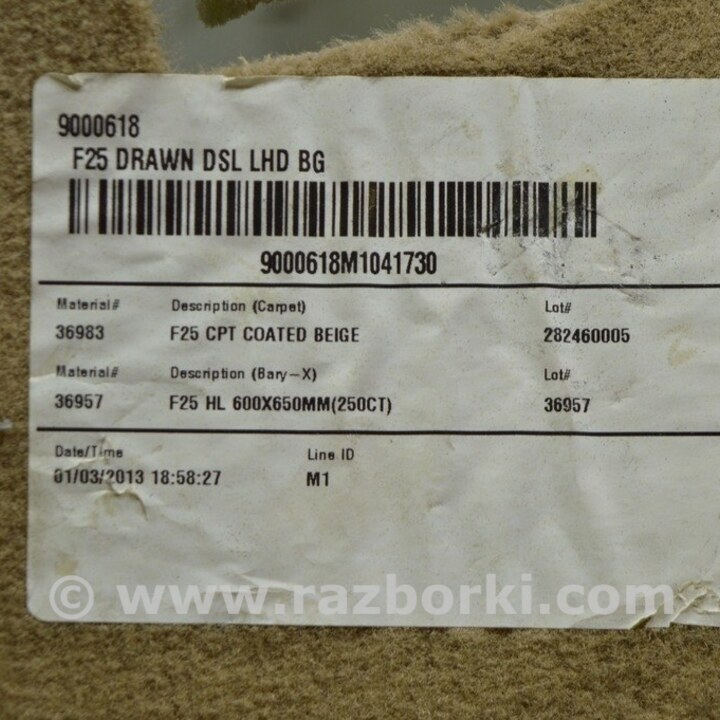 9000618
F25 DRAWN DSL LHD BG
9000618M1041730
Material# Description (Carpet) Lot#
36983 F25 CPT COATED BEIGE 282460005
Material# Description (Bary-X) Lot#
36957 F25 HL 600X650MM(250CT) 36957
Date/Time Line ID
01/03/2013 18:58:27 M1
© www.razborki.com